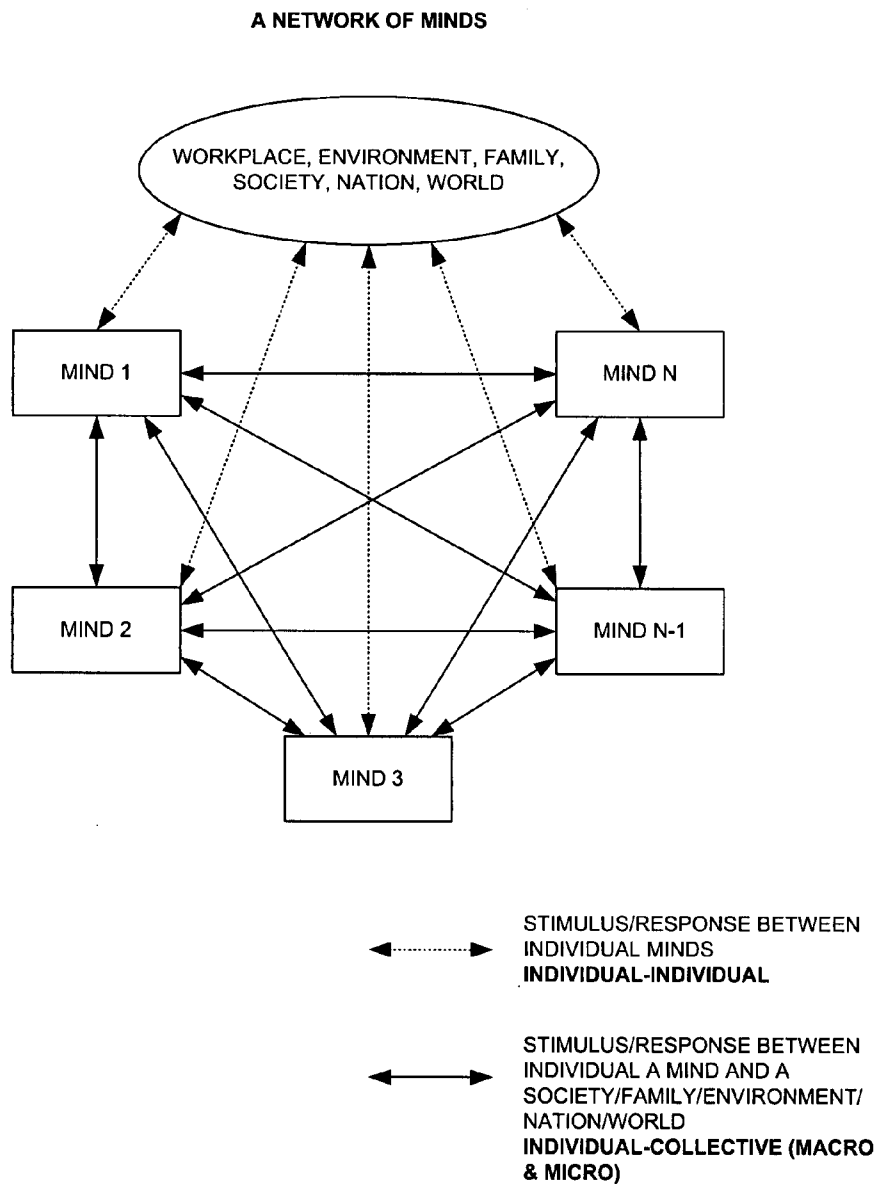 A NETWORK OF MINDS
WORKPLACE, ENVIRONMENT, FAMILY,
SOCIETY, NATION, WORLD
MIND 1
MIND N
MIND 2
MIND N-1
MIND 3
STIMULUS/RESPONSE BETWEEN
INDIVIDUAL MINDS
INDIVIDUAL-INDIVIDUAL
STIMULUS/RESPONSE BETWEEN
INDIVIDUAL A MIND AND A
SOCIETY/FAMILY/ENVIRONMENT/
NATION/WORLD
INDIVIDUAL-COLLECTIVE (MACRO
& MICRO)